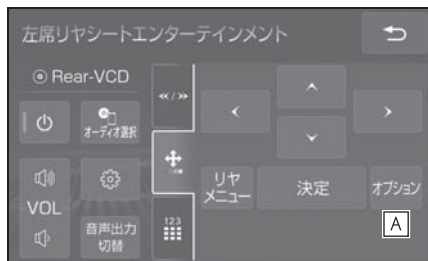 左席リヤシートエンターテインメント
Rear-VCD
オーディオ選択
VOL
音声出力
切替
123
リヤ
メニュー
決定
オプション
A